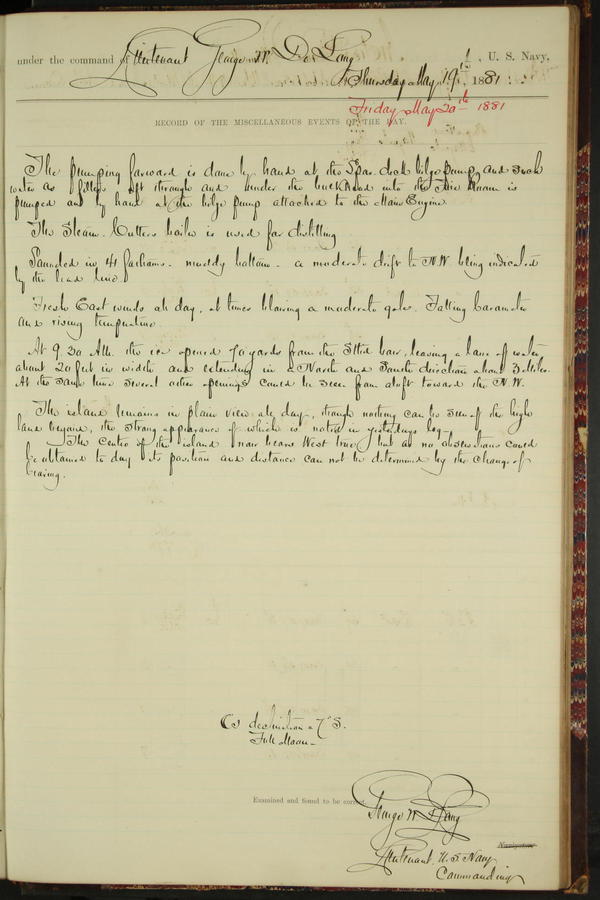 under the command of Lieutenant George W. De Long, U. S. Navy,
Thursday May 19th, 1881
Friday May 20th 1881
RECORD OF THE MISCELLANEOUS EVENTS OF THE DAY.
The pumping forward is done by hand at the Spar deck bilge pump, and such
water as filters aft through and under the bulkhead into the Fire Room is
pumped out by hand at the bilge pump attached to the Main Engine.
The Steam Cutters boiler is used for distilling
Sounded in 41 fathoms - muddy bottom - a moderate drift to N.W. being indicated
by the lead line.
Fresh East winds all day, at times blowing a moderate gale. Falling barometer
and rising temperature.
At 9.30 A.M. the ice opened 70 yards from the Stbd bow, leaving a lane of water
about 20 feet in width and extending in a North and South direction about 3 Miles.
At the same time several other openings could be seen from aloft toward the N.W.
The island remains in plain view all day, though nothing can be seen of the high
land beyond, the strong appearance of which is noted in yesterdays log.
The centre of the island now bears West true, but as no observations could
be obtained to day its position and distance can not be determined by the change of
bearing.
declination 7° S.
Full Moon -
Examined and found to be correct.
George W. De Long
Navigator
Lieutenant U.S. Navy
Commanding